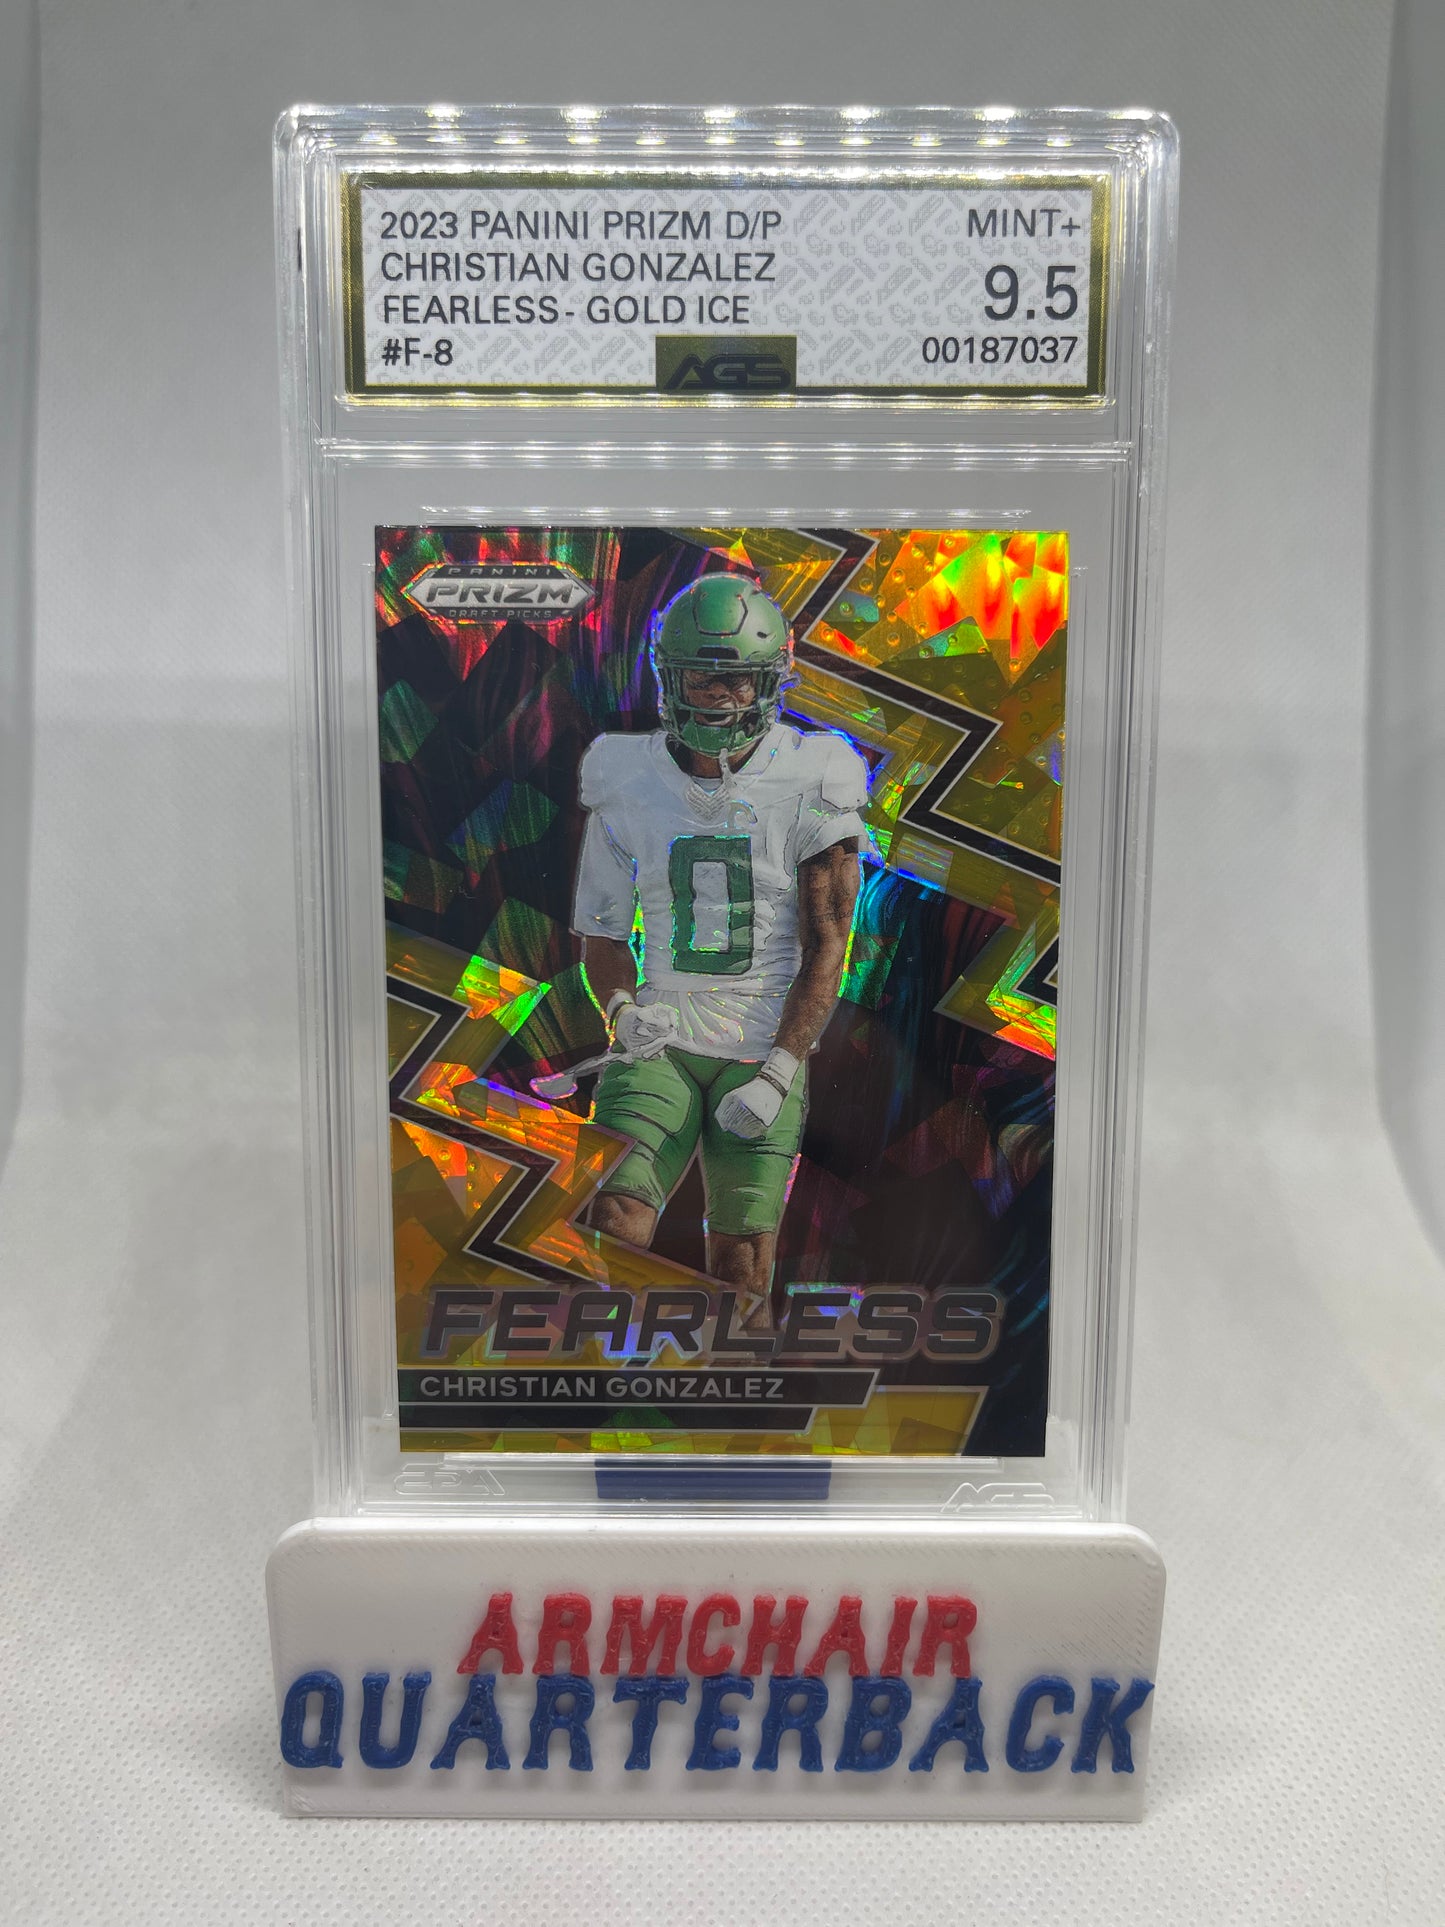 2023 PANINI PRIZM D/P
MINT+
CHRISTIAN GONZALEZ
9.5
FEARLESS - GOLD ICE
#F-8
AGS
00187037
PANINI
PRIZM
DRAFT PICKS
0
FEARLESS
CHRISTIAN GONZALEZ
AGS
AGS
ARMCHAIR
QUARTERBACK